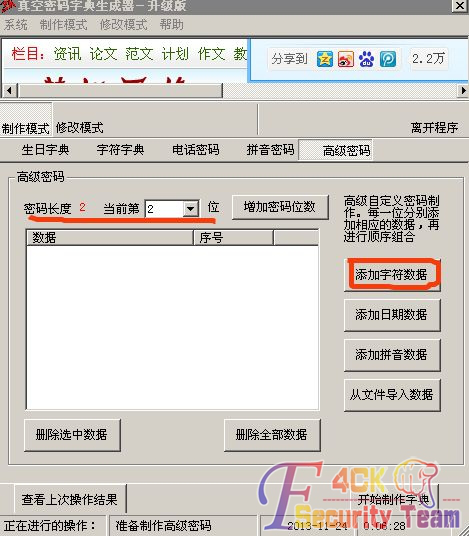 真空密码字典生成器-升级版
系统 制作模式 修改模式 帮助
栏目: 资讯 论文 范文 计划 作文
分享到 2.2万
制作模式 修改模式 离开程序
生日字典 字符字典 电话密码 拼音密码 高级密码
高级密码
密码长度 2 当前第 2 位 增加密码位数
高级自定义密码制
作。每一位分别添
加相应的数据,再
进行顺序组合
数据 序号
添加字符数据
添加日期数据
添加拼音数据
从文件导入数据
删除选中数据 删除全部数据
查看上次操作结果 开始制作字典
正在进行的操作: 准备制作高级密码 2013-11-24 0:06:28
F4CK
Security Team